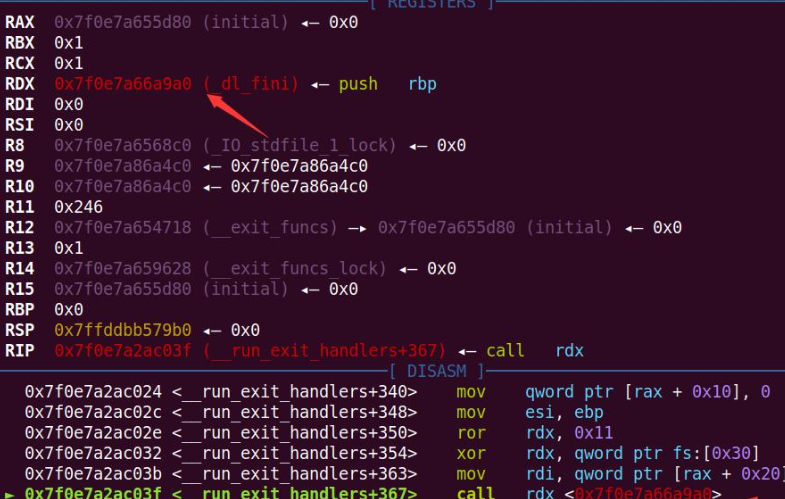 [ REGISTERS ]
RAX 0x7f0e7a655d80 (initial) ◂— 0x0
RBX 0x1
RCX 0x1
RDX 0x7f0e7a66a9a0 (_dl_fini) ◂— push rbp
RDI 0x0
RSI 0x0
R8 0x7f0e7a6568c0 (_IO_stdfile_1_lock) ◂— 0x0
R9 0x7f0e7a86a4c0 ◂— 0x7f0e7a86a4c0
R10 0x7f0e7a86a4c0 ◂— 0x7f0e7a86a4c0
R11 0x246
R12 0x7f0e7a654718 (__exit_funcs) —▸ 0x7f0e7a655d80 (initial) ◂— 0x0
R13 0x1
R14 0x7f0e7a659628 (__exit_funcs_lock) ◂— 0x0
R15 0x7f0e7a655d80 (initial) ◂— 0x0
RBP 0x0
RSP 0x7ffddbb579b0 ◂— 0x0
RIP 0x7f0e7a2ac03f (__run_exit_handlers+367) ◂— call rdx
[ DISASM ]
0x7f0e7a2ac024 <__run_exit_handlers+340> mov qword ptr [rax + 0x10], 0
0x7f0e7a2ac02c <__run_exit_handlers+348> mov esi, ebp
0x7f0e7a2ac02e <__run_exit_handlers+350> ror rdx, 0x11
0x7f0e7a2ac032 <__run_exit_handlers+354> xor rdx, qword ptr fs:[0x30]
0x7f0e7a2ac03b <__run_exit_handlers+363> mov rdi, qword ptr [rax + 0x20]
► 0x7f0e7a2ac03f <__run_exit_handlers+367> call rdx <0x7f0e7a66a9a0>